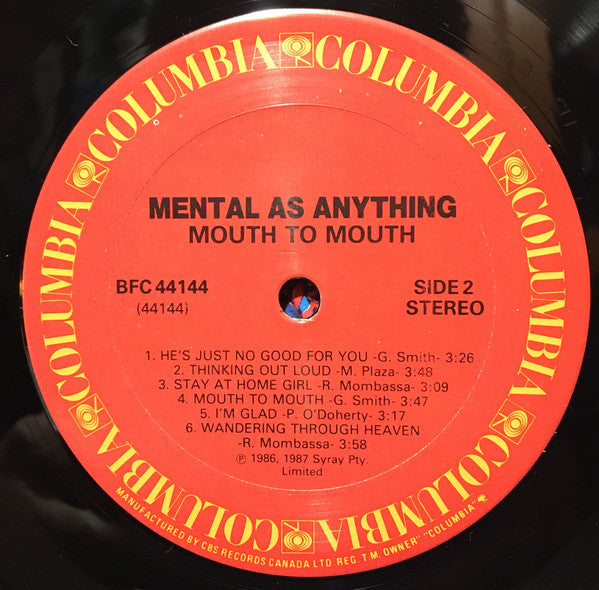 COLUMBIA COLUMBIA COLUMBIA COLUMBIA COLUMBIA COLUMBIA
MENTAL AS ANYTHING
MOUTH TO MOUTH
BFC 44144
(44144)
SIDE 2
STEREO
1. HE'S JUST NO GOOD FOR YOU -G. Smith- 3:26
2. THINKING OUT LOUD -M. Plaza- 3:48
3. STAY AT HOME GIRL -R. Mombassa- 3:09
4. MOUTH TO MOUTH -G. Smith- 3:47
5. I'M GLAD -P. O'Doherty- 3:17
6. WANDERING THROUGH HEAVEN
-R. Mombassa- 3:58
℗ 1986, 1987 Syray Pty.
Limited
MANUFACTURED BY CBS RECORDS CANADA LTD. REG. T.M. OWNER" "COLUMBIA"